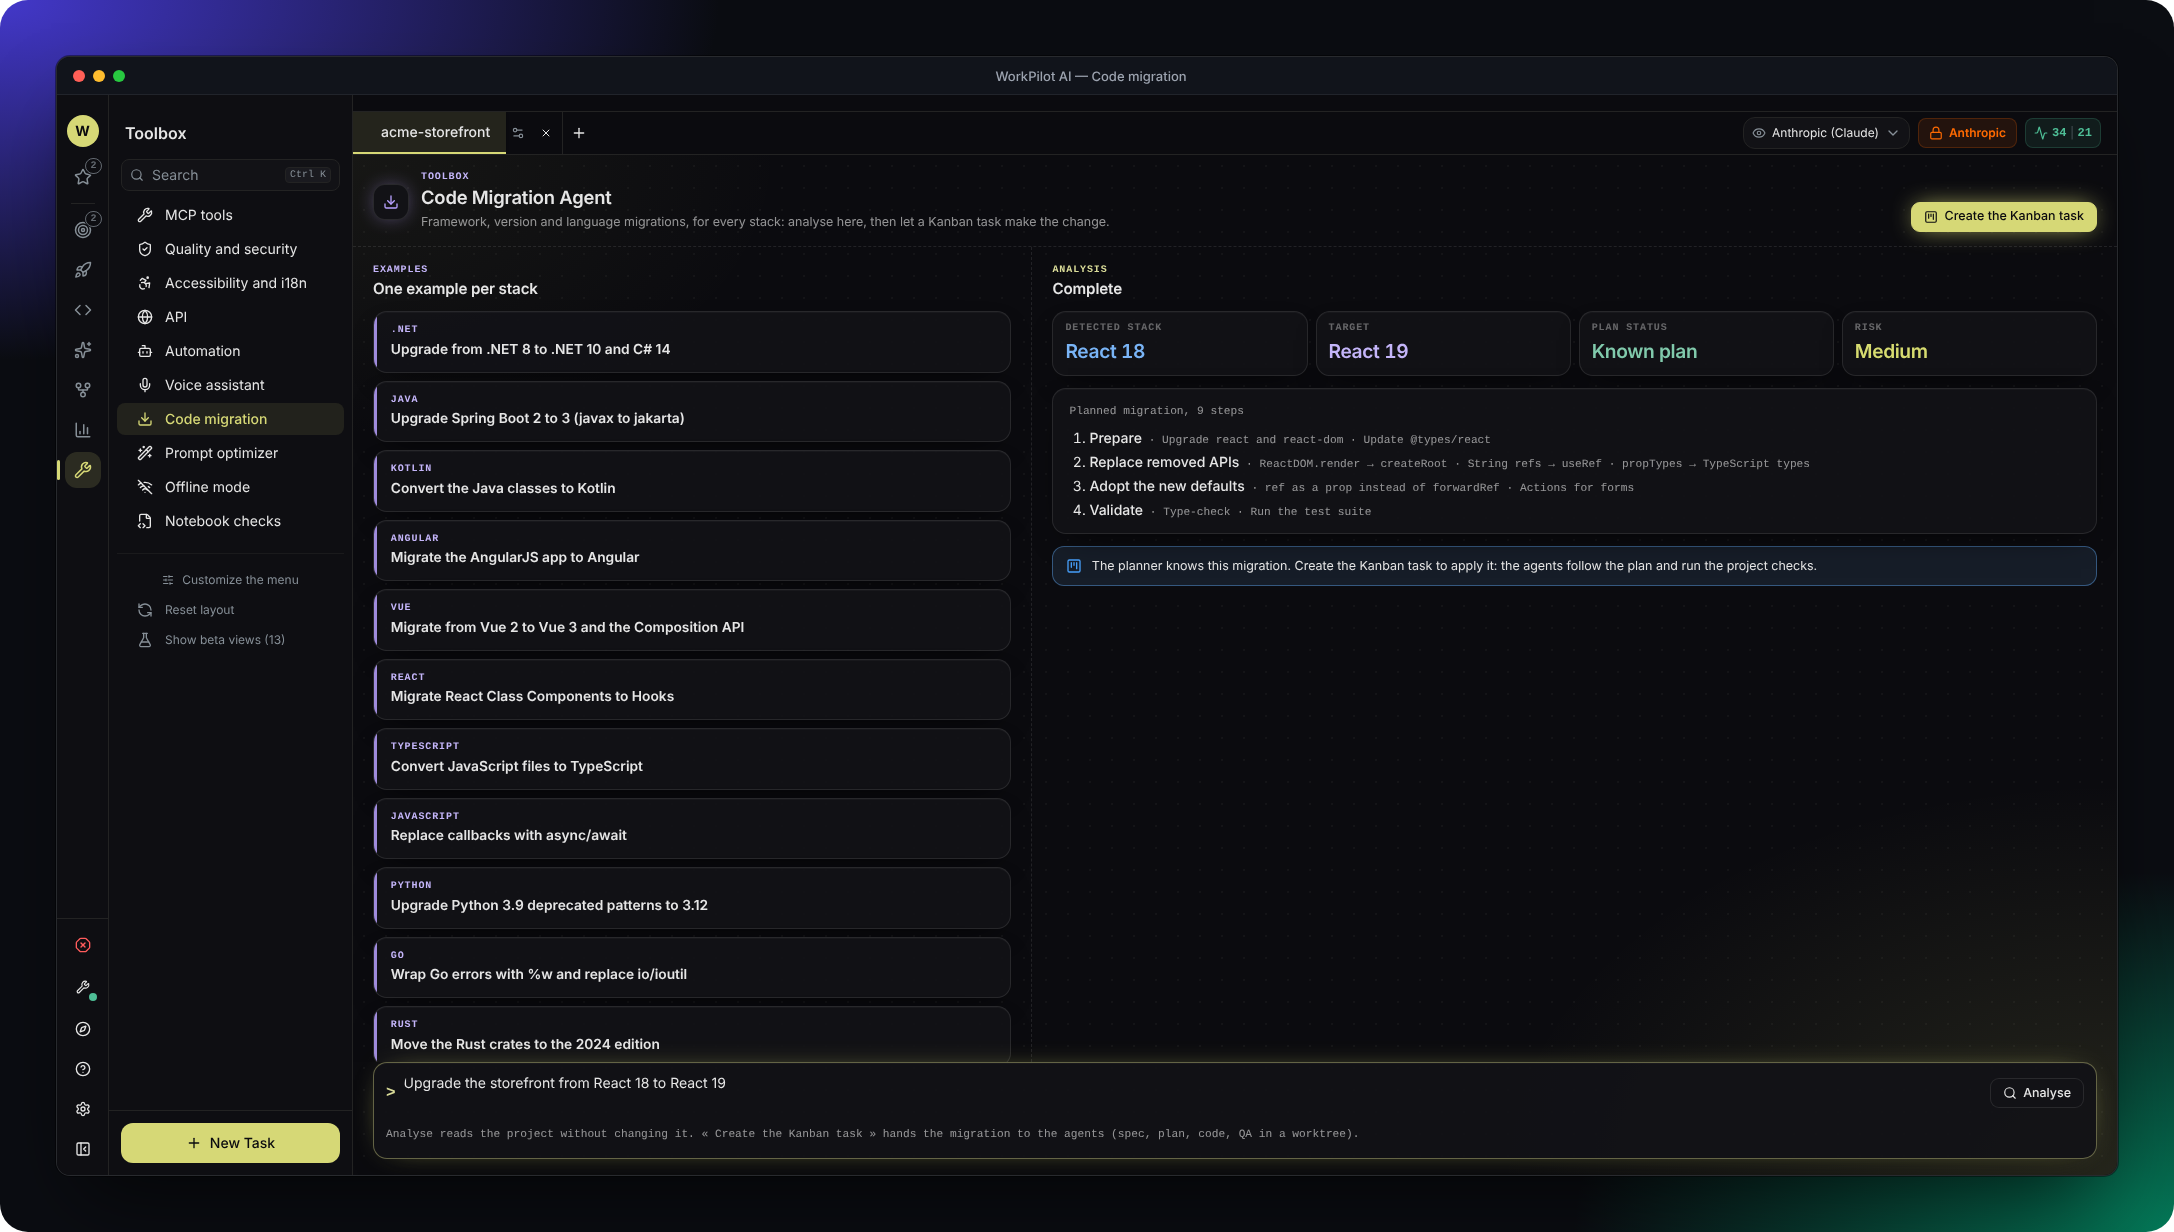 WorkPilot AI — Code migration
W
2
2
Toolbox
Search
Ctrl K
MCP tools
Quality and security
Accessibility and i18n
API
Automation
Voice assistant
Code migration
Prompt optimizer
Offline mode
Notebook checks
Customize the menu
Reset layout
Show beta views (13)
New Task
acme-storefront
Anthropic (Claude)
Anthropic
34 | 21
TOOLBOX
Code Migration Agent
Framework, version and language migrations, for every stack: analyse here, then let a Kanban task make the change.
Create the Kanban task
EXAMPLES
One example per stack
.NET
Upgrade from .NET 8 to .NET 10 and C# 14
JAVA
Upgrade Spring Boot 2 to 3 (javax to jakarta)
KOTLIN
Convert the Java classes to Kotlin
ANGULAR
Migrate the AngularJS app to Angular
VUE
Migrate from Vue 2 to Vue 3 and the Composition API
REACT
Migrate React Class Components to Hooks
TYPESCRIPT
Convert JavaScript files to TypeScript
JAVASCRIPT
Replace callbacks with async/await
PYTHON
Upgrade Python 3.9 deprecated patterns to 3.12
GO
Wrap Go errors with %w and replace io/ioutil
RUST
Move the Rust crates to the 2024 edition
ANALYSIS
Complete
DETECTED STACK
React 18
TARGET
React 19
PLAN STATUS
Known plan
RISK
Medium
Planned migration, 9 steps
1. Prepare · Upgrade react and react-dom · Update @types/react
2. Replace removed APIs · ReactDOM.render → createRoot · String refs → useRef · propTypes → TypeScript types
3. Adopt the new defaults · ref as a prop instead of forwardRef · Actions for forms
4. Validate · Type-check · Run the test suite
The planner knows this migration. Create the Kanban task to apply it: the agents follow the plan and run the project checks.
> Upgrade the storefront from React 18 to React 19
Analyse
Analyse reads the project without changing it. « Create the Kanban task » hands the migration to the agents (spec, plan, code, QA in a worktree).